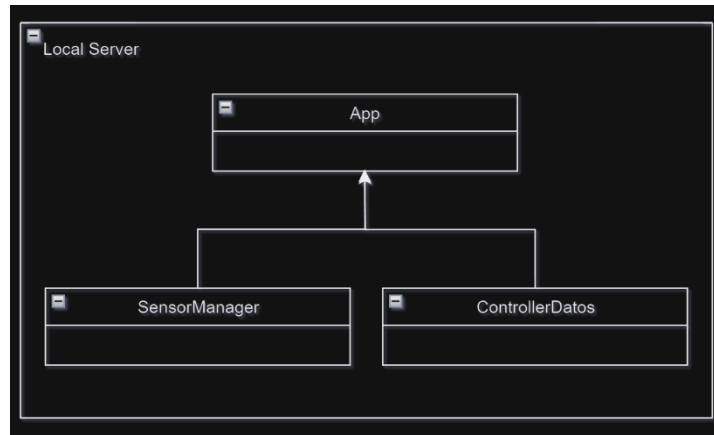 Local Server
App
SensorManager
ControllerDatos